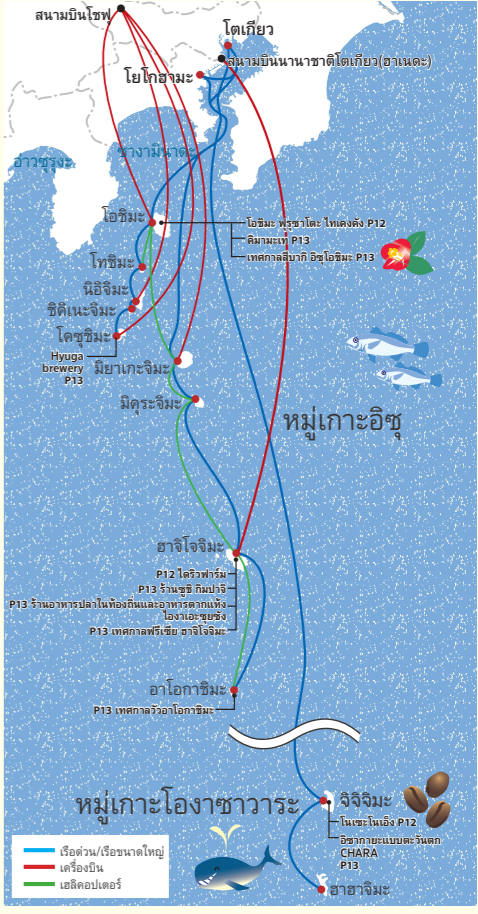 สนามบินโชฟุ
โตเกียว
สนามบินนานาชาติโตเกียว(ฮาเนดะ)
โยโกฮามะ
ซางามินาดะ
อ่าวซุรุงะ
โอชิมะ
โอชิมะ ฟุรุซาโตะ ไทเคงคัง P12
คิมามะเท P13
เทศกาลสึบากิ อิซุโอชิมะ P13
โทชิมะ
นิอิจิมะ
ชิคิเนะจิมะ
โคซุชิมะ
Hyuga
brewery
P13
มิยาเกะจิมะ
มิคุระจิมะ
หมู่เกาะอิซุ
ฮาจิโจจิมะ
P12 ไดริวฟาร์ม
P13 ร้านซูชิ กิมปาจิ
P13 ร้านอาหารปลาในท้องถิ่นและอาหารตากแห้ง
ไองาเอะซุยซัง
P13 เทศกาลฟรีเซีย ฮาจิโจจิมะ
อาโอกาชิมะ
P13 เทศกาลวัวอาโอกาชิมะ
หมู่เกาะโองาซาวาระ
จิจิจิมะ
โนเซะโนเอ็ง P12
อิซากายะแบบตะวันตก
CHARA
P13
ฮาฮาจิมะ
เรือด่วน/เรือขนาดใหญ่
เครื่องบิน
เฮลิคอปเตอร์